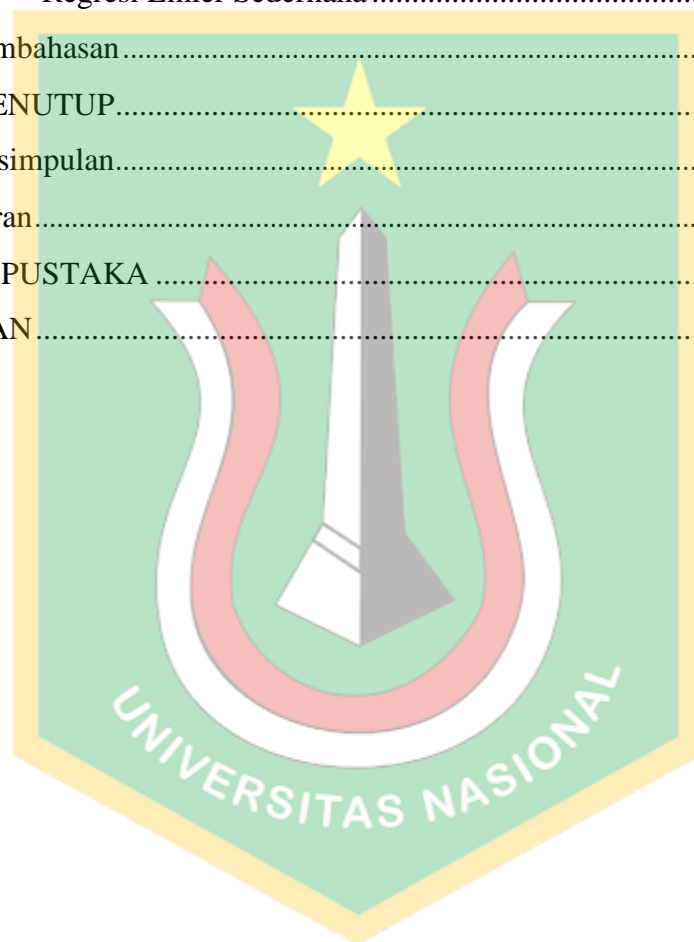 Regresi Linier Sederhana ................................................
mbahasan ................................................................................
ENUTUP ................................................................................
simpulan ................................................................................
ran ................................................................................
PUSTAKA ................................................................................
AN ................................................................................
UNIVERSITAS NASIONAL